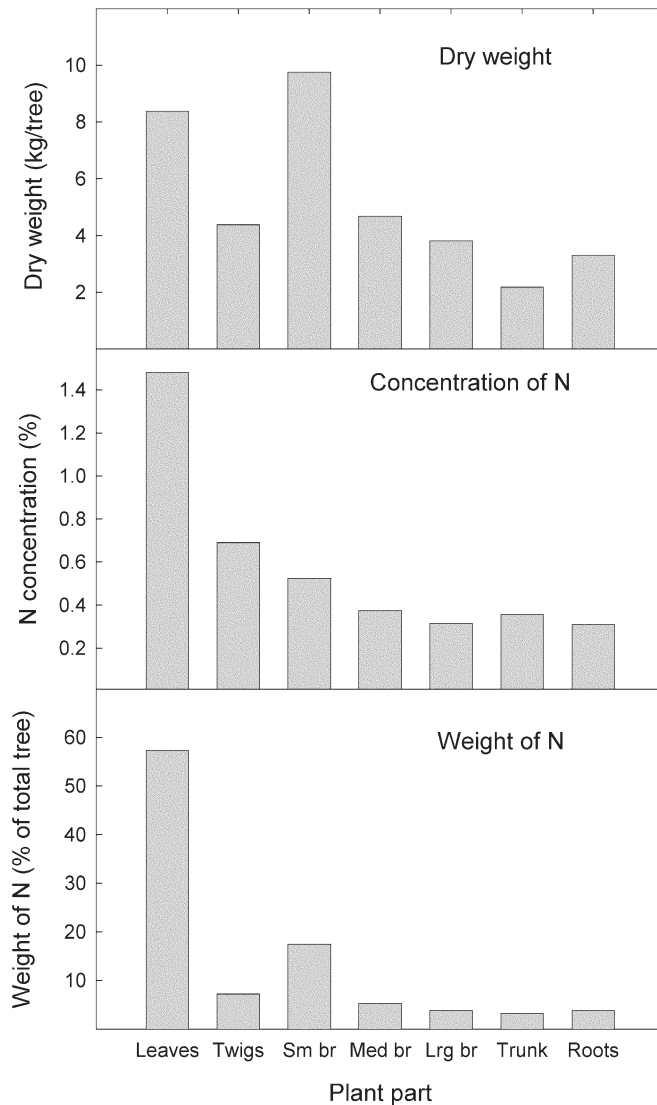 Dry weight
Dry weight (kg/tree)
10
8
6
4
2
Concentration of N
N concentration (%)
1.4
1.2
1.0
0.8
0.6
0.4
0.2
Weight of N
Weight of N (% of total tree)
60
50
40
30
20
10
Leaves Twigs Sm br Med br Lrg br Trunk Roots
Plant part